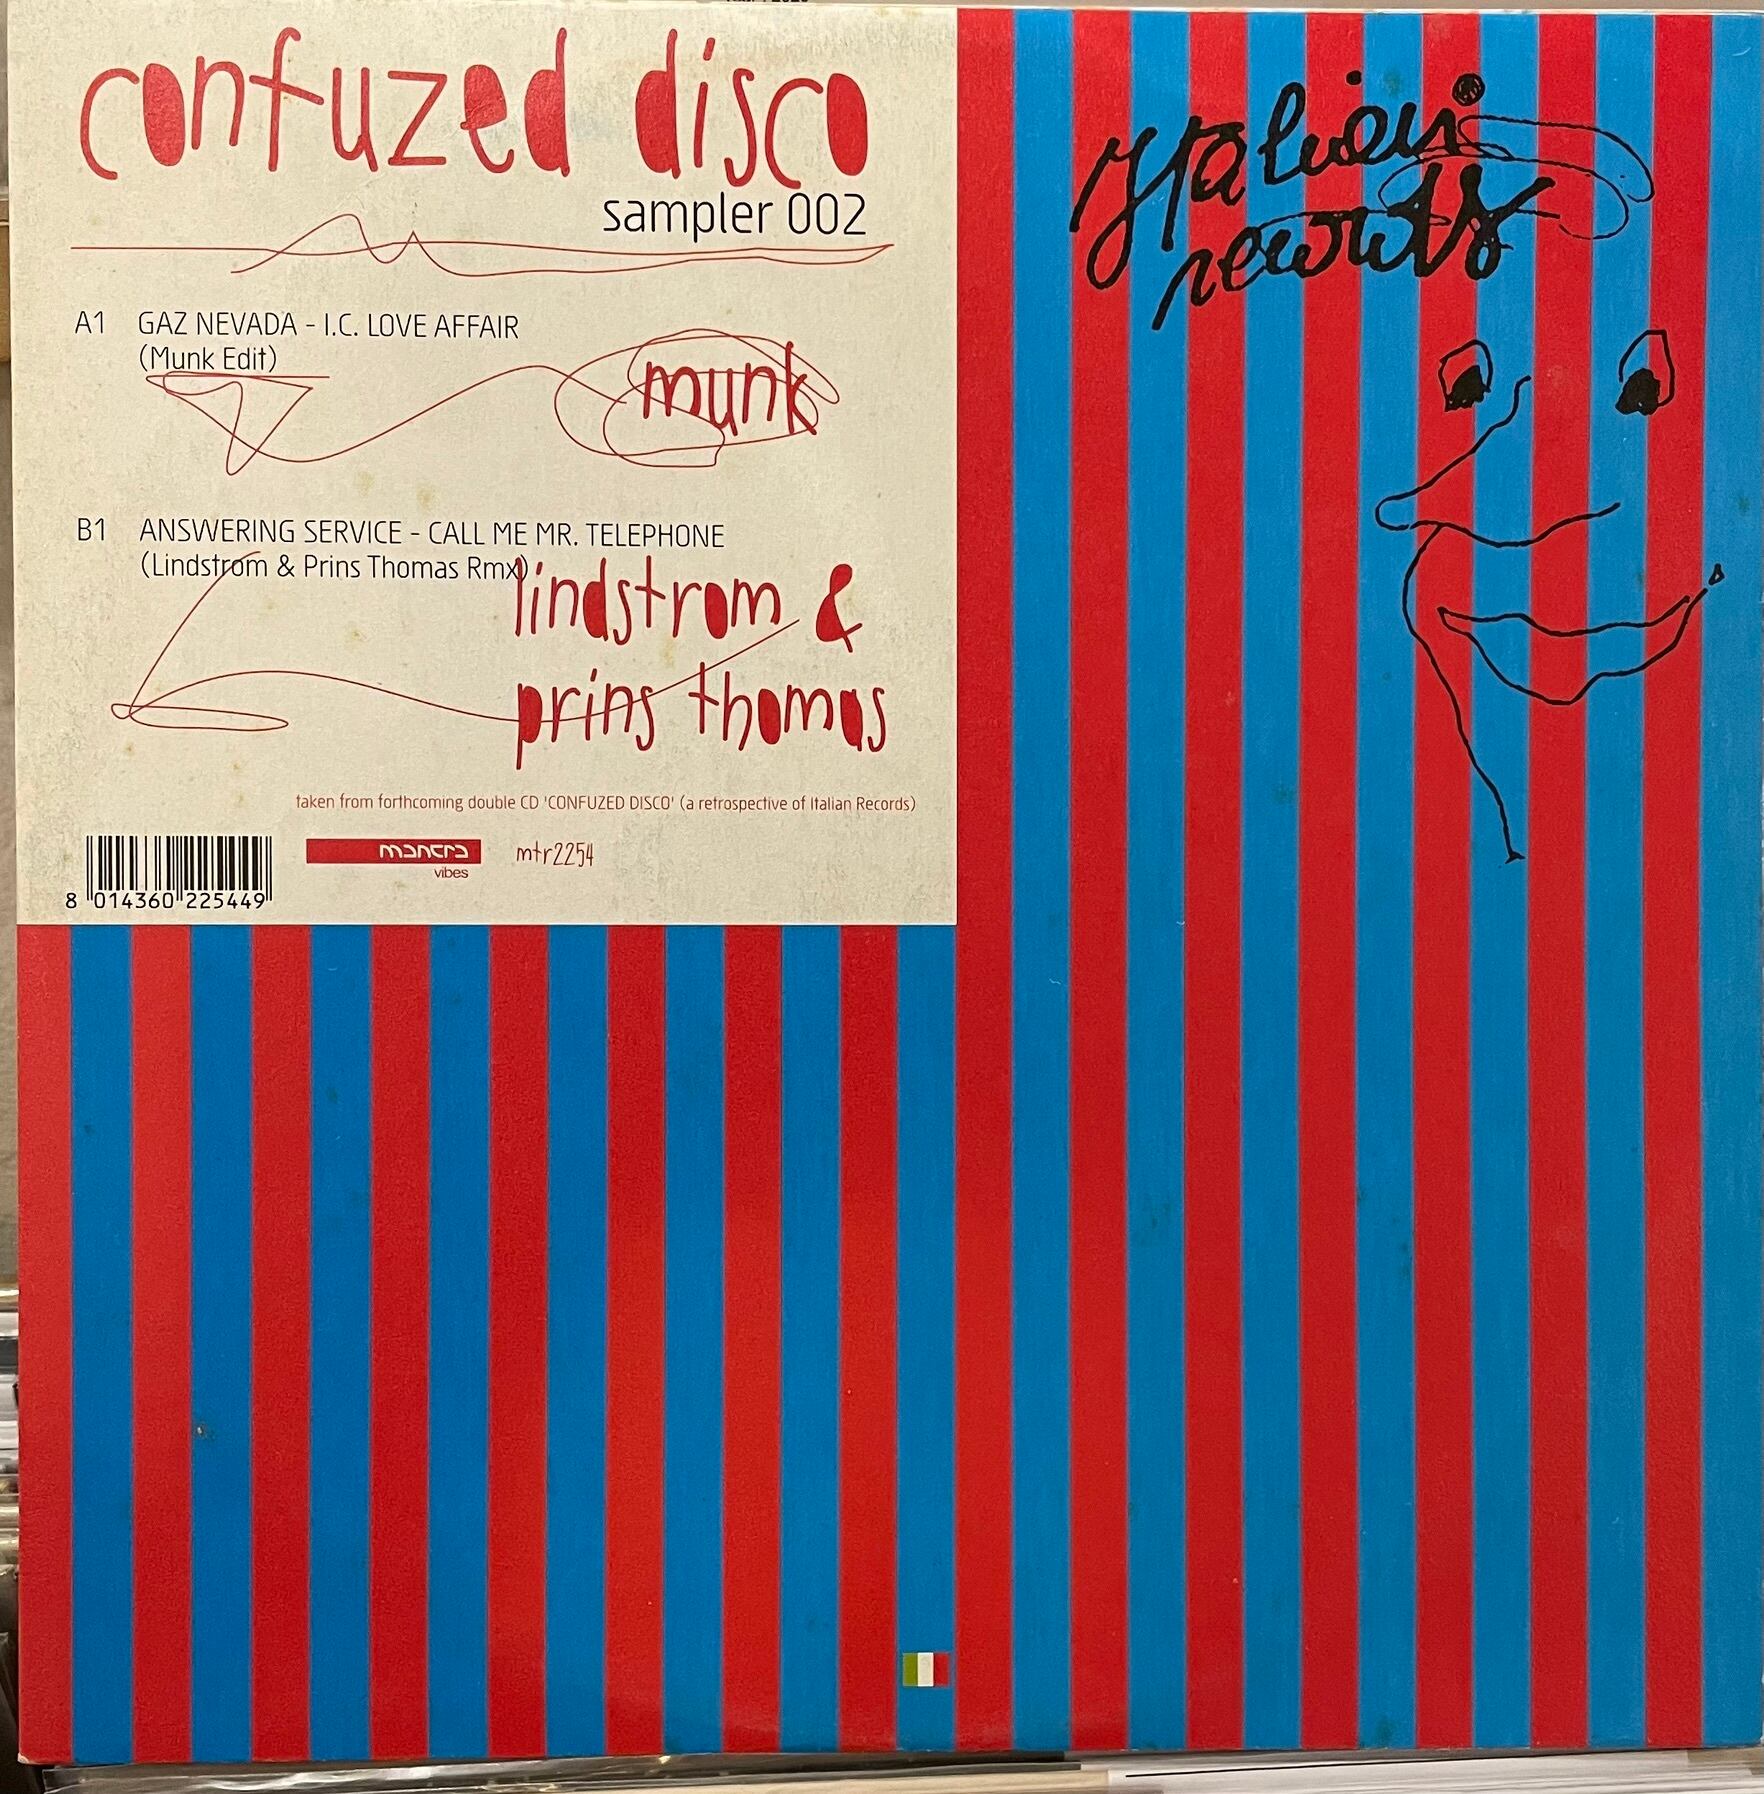 confuzed disco
sampler 002
A1 GAZ NEVADA - I.C. LOVE AFFAIR
(Munk Edit)
munk
B1 ANSWERING SERVICE - CALL ME MR. TELEPHONE
(Lindstrom & Prins Thomas Rmx)
lindstrom &
prins thomas
taken from forthcoming double CD 'CONFUZED DISCO' (a retrospective of Italian Records)
mantra
vibes
mtr2254
8 014360 225449
Italian
records